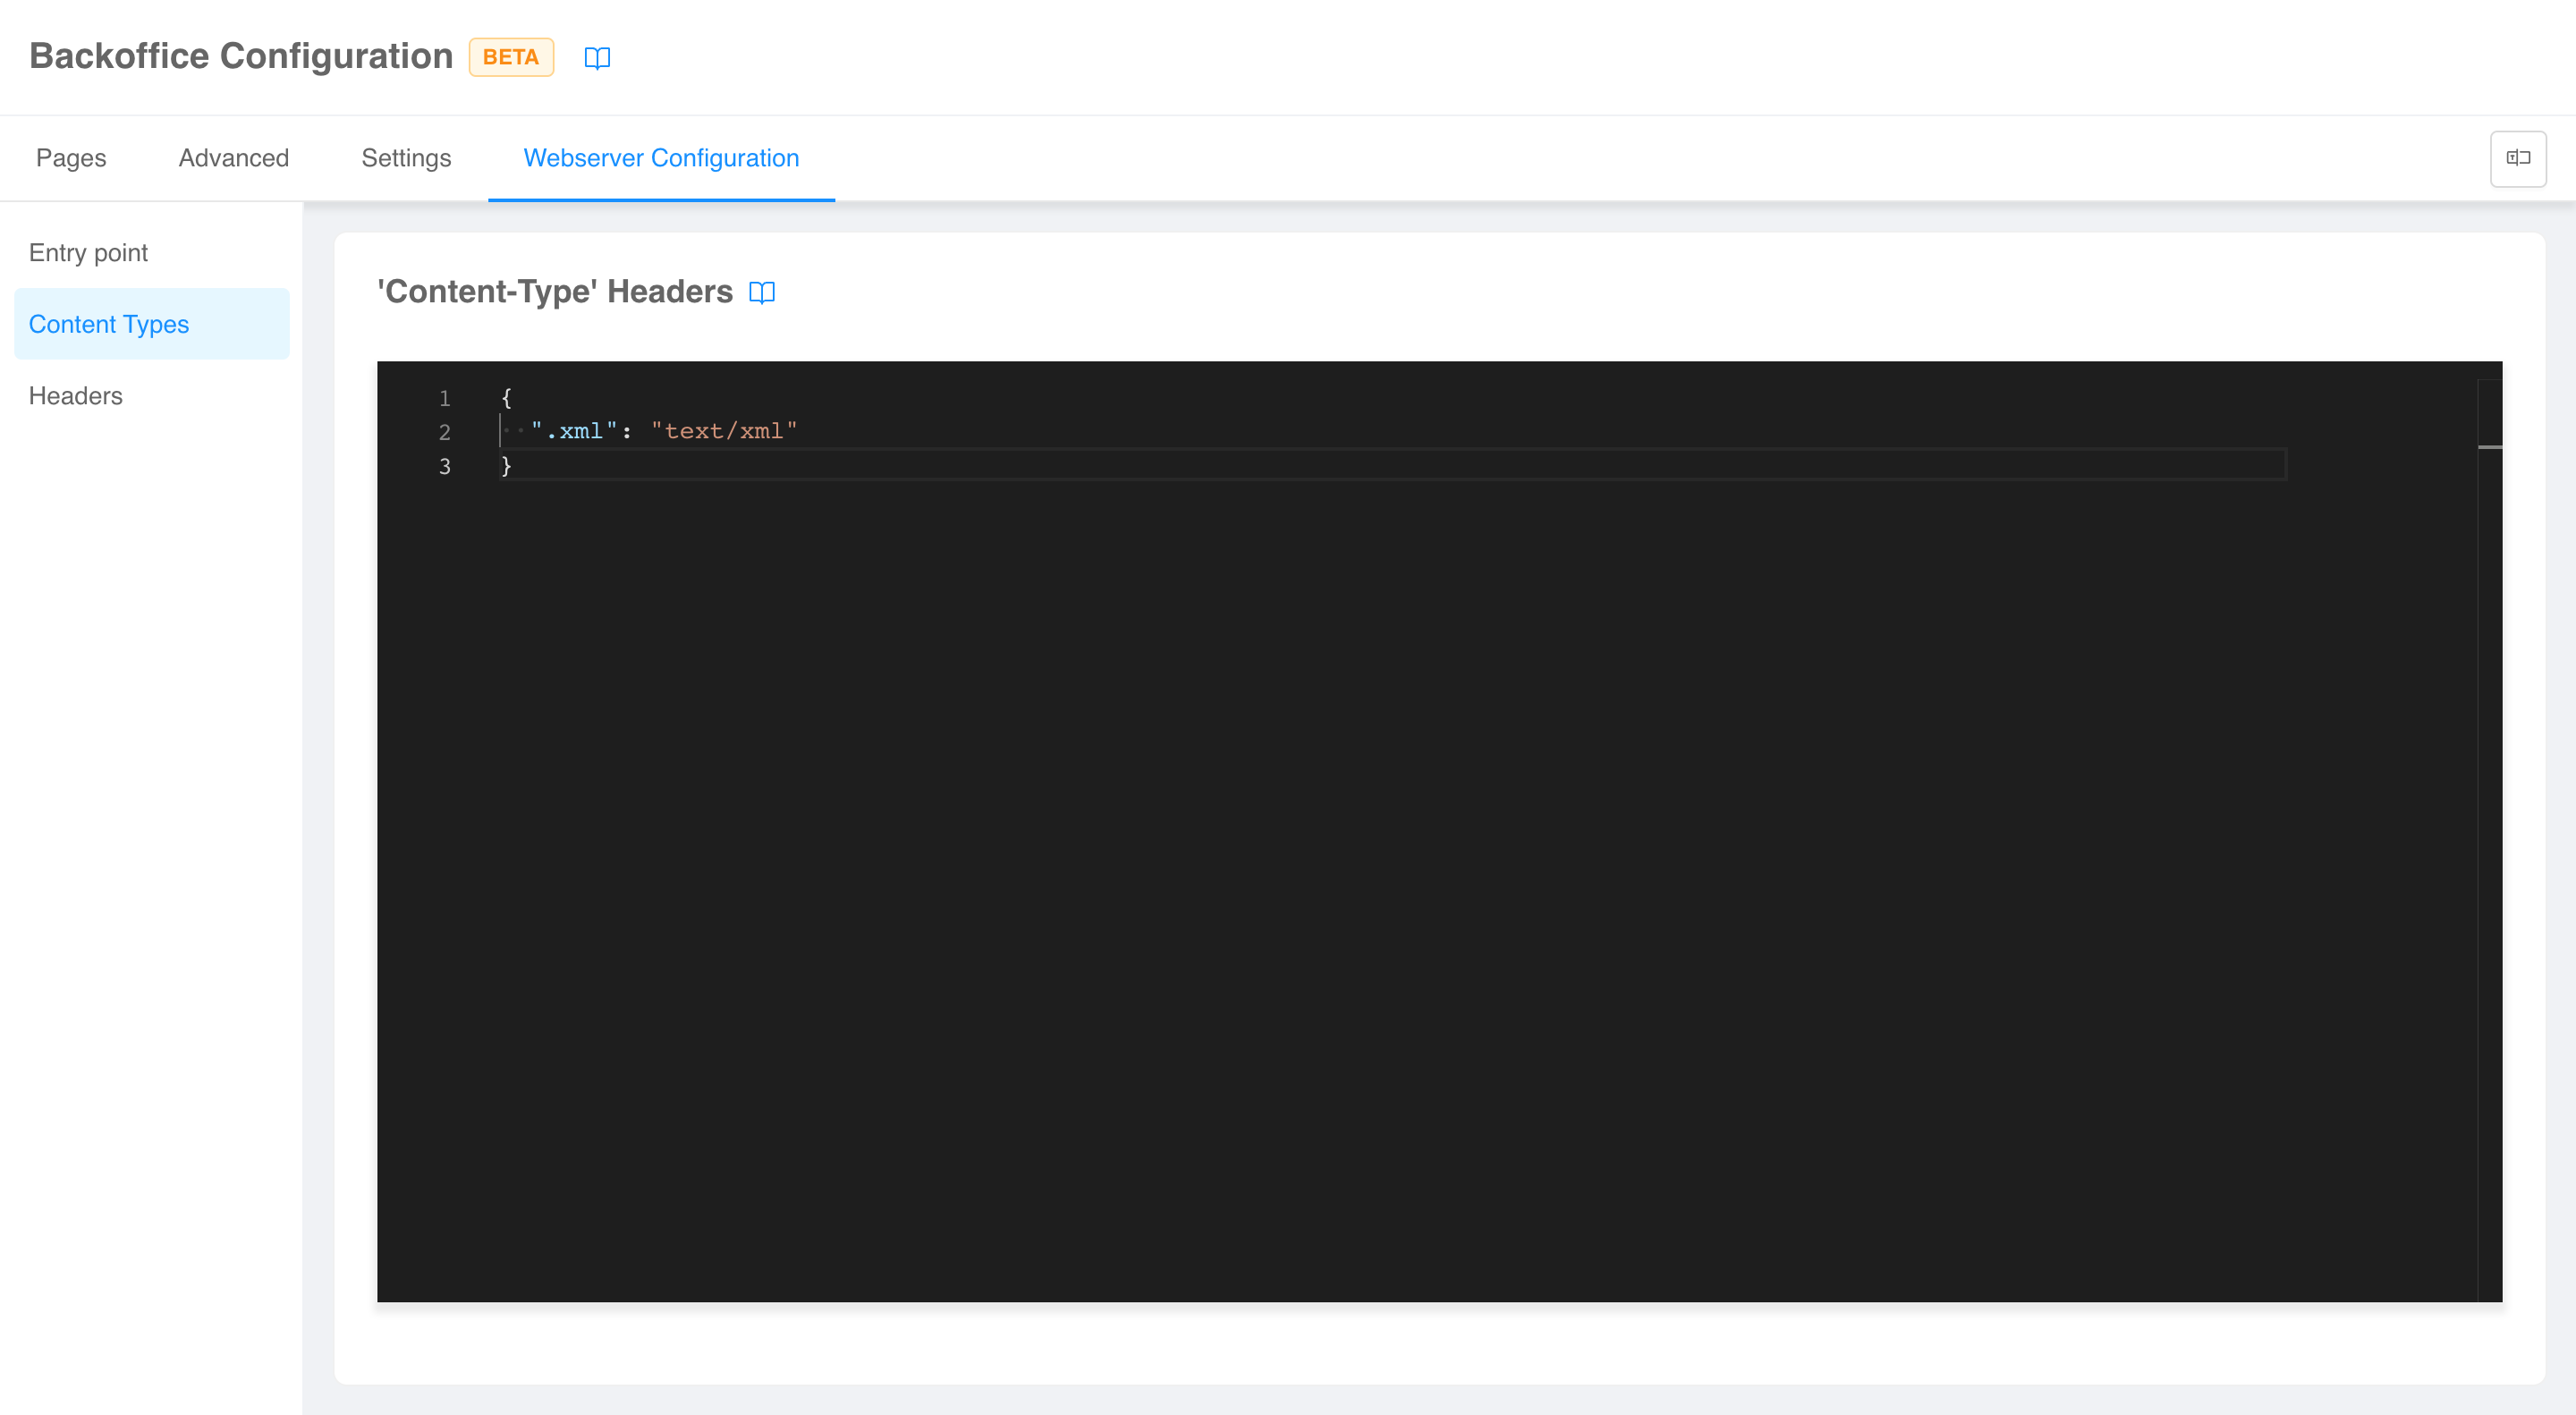 Backoffice Configuration BETA
Pages Advanced Settings Webserver Configuration
Entry point
Content Types
Headers
'Content-Type' Headers
1 {
2 ".xml": "text/xml"
3 }